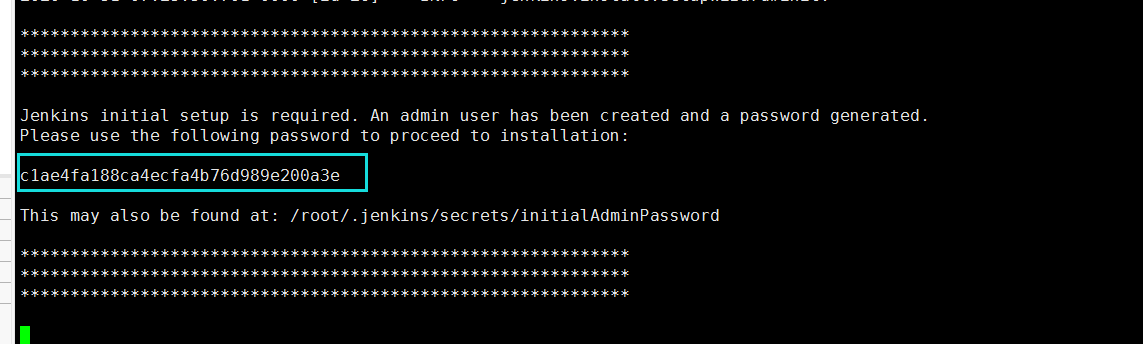 *************************************************************
*************************************************************
*************************************************************
Jenkins initial setup is required. An admin user has been created and a password generated.
Please use the following password to proceed to installation:
c1ae4fa188ca4ecfa4b76d989e200a3e
This may also be found at: /root/.jenkins/secrets/initialAdminPassword
*************************************************************
*************************************************************
*************************************************************